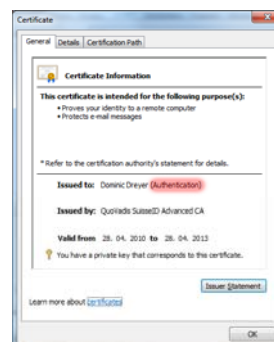 Certificate
General Details Certification Path
Certificate Information
This certificate is intended for the following purpose(s):
• Proves your identity to a remote computer
• Protects e-mail messages
* Refer to the certification authority's statement for details.
Issued to: Dominic Dreyer (Authentication)
Issued by: QuoVadis SuisseID Advanced CA
Valid from 28. 04. 2010 to 28. 04. 2013
You have a private key that corresponds to this certificate.
Issuer Statement
Learn more about certificates
OK